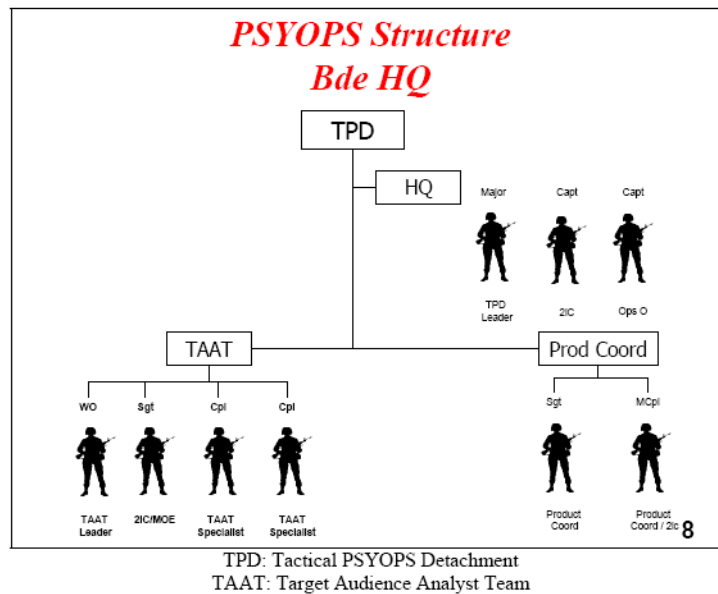 PSYOPS Structure
Bde HQ
TPD
HQ
Major Capt Capt
TPD
Leader
2IC
Ops O
TAAT
Prod Coord
WO Sgt Cpl Cpl
Sgt MCpl
TAAT
Leader
2IC/MOE
TAAT
Specialist
TAAT
Specialist
Product
Coord
Product
Coord / 2Ic
8
TPD: Tactical PSYOPS Detachment
TAAT: Target Audience Analyst Team